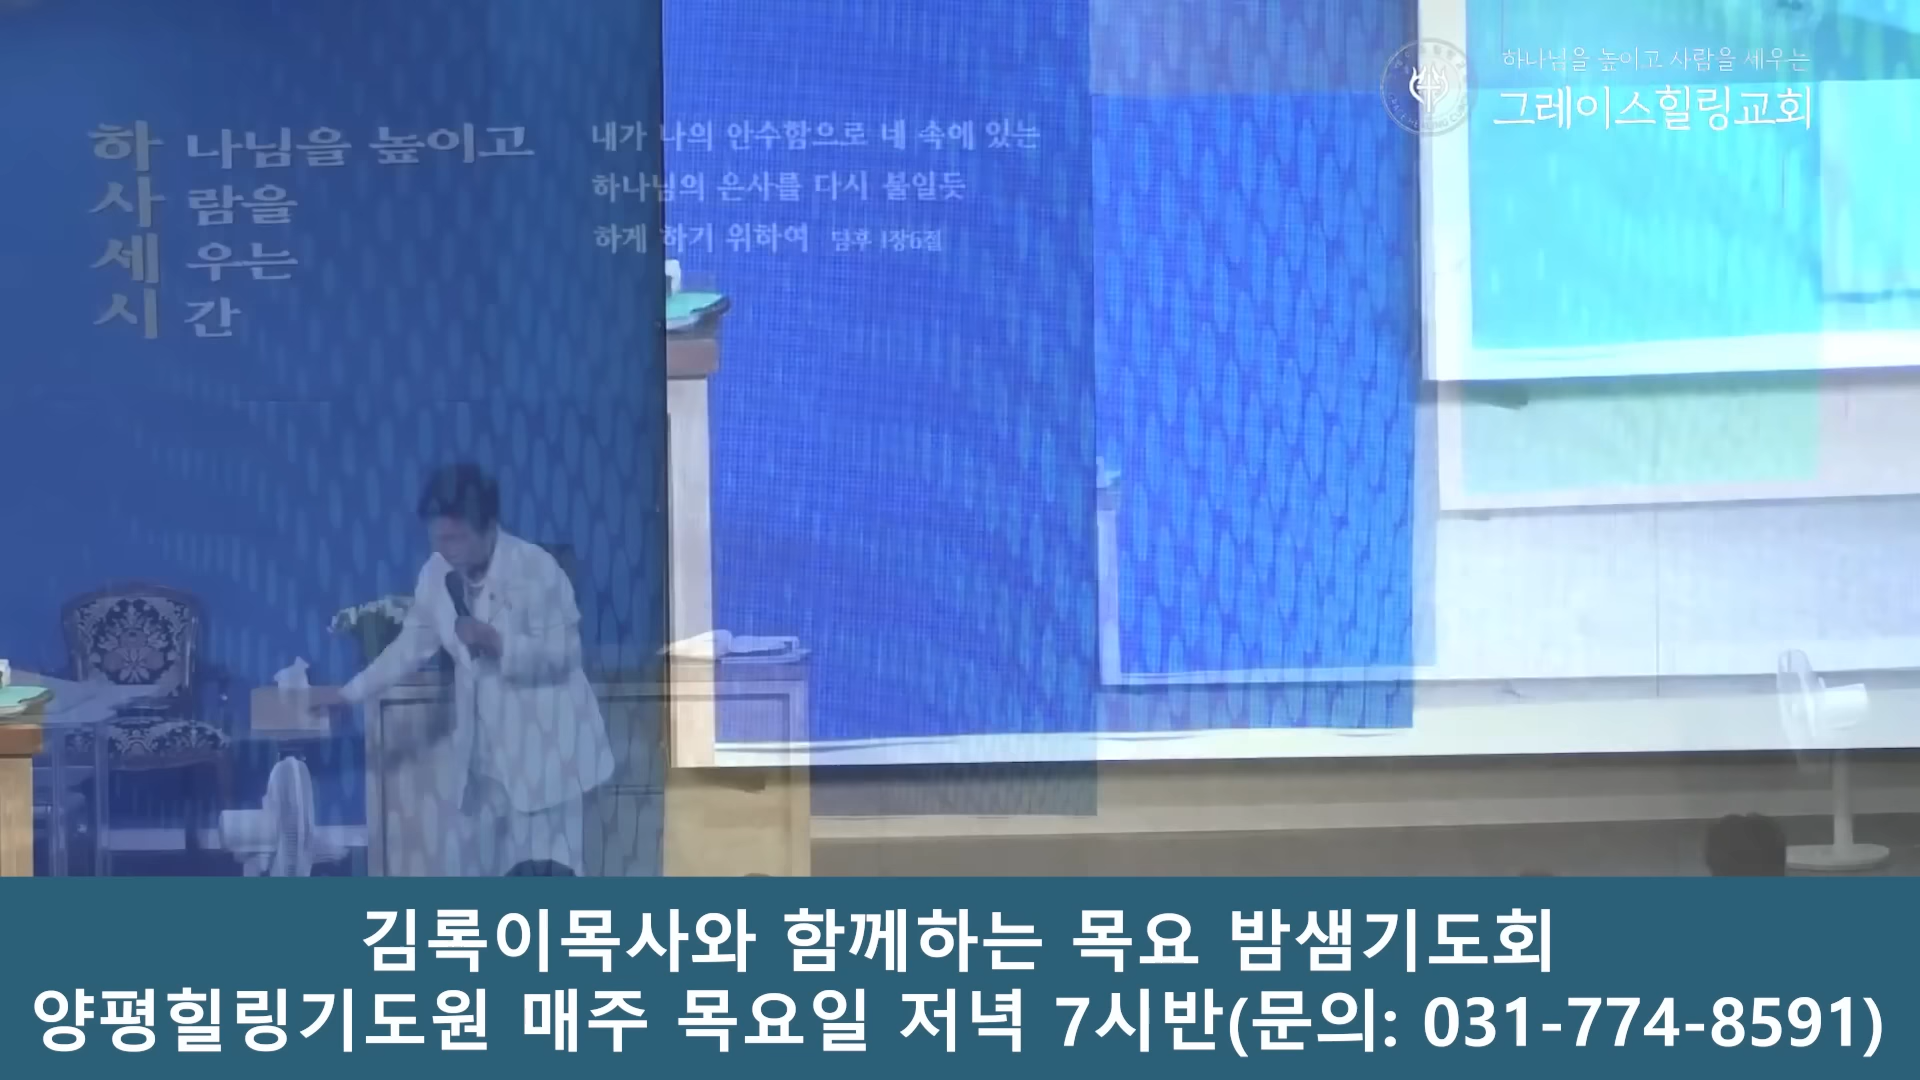 하나님을 높이고 사람을 세우는
그레이스힐링교회
하나님을 높이고
사람을
세우는
시간
내가 나의 안수함으로 네 속에 있는
하나님의 은사를 다시 불일듯
하게 하기 위하여 딤후 1장6절
김록이목사와 함께하는 목요 밤샘기도회
양평힐링기도원 매주 목요일 저녁 7시반(문의: 031-774-8591)